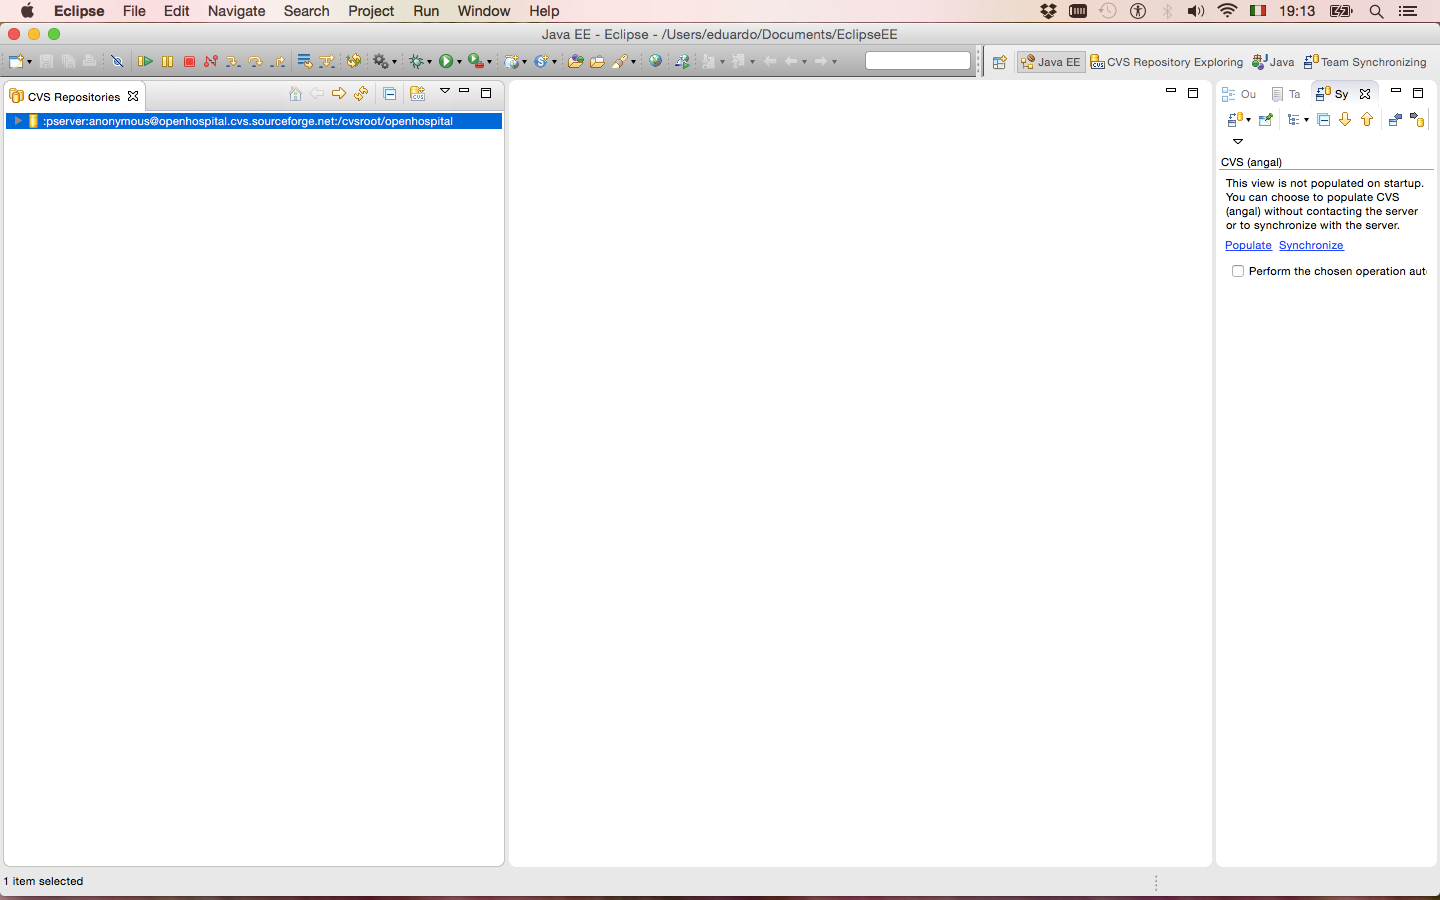 Eclipse File Edit Navigate Search Project Run Window Help 19:13
Java EE - Eclipse - /Users/eduardo/Documents/EclipseEE
Java EE CVS Repository Exploring Java Team Synchronizing
CVS Repositories
Ou Ta Sy
:pserver:anonymous@openhospital.cvs.sourceforge.net:/cvsroot/openhospital
CVS (angal)
This view is not populated on startup.
You can choose to populate CVS
(angal) without contacting the server
or to synchronize with the server.
Populate Synchronize
Perform the chosen operation aut
1 item selected